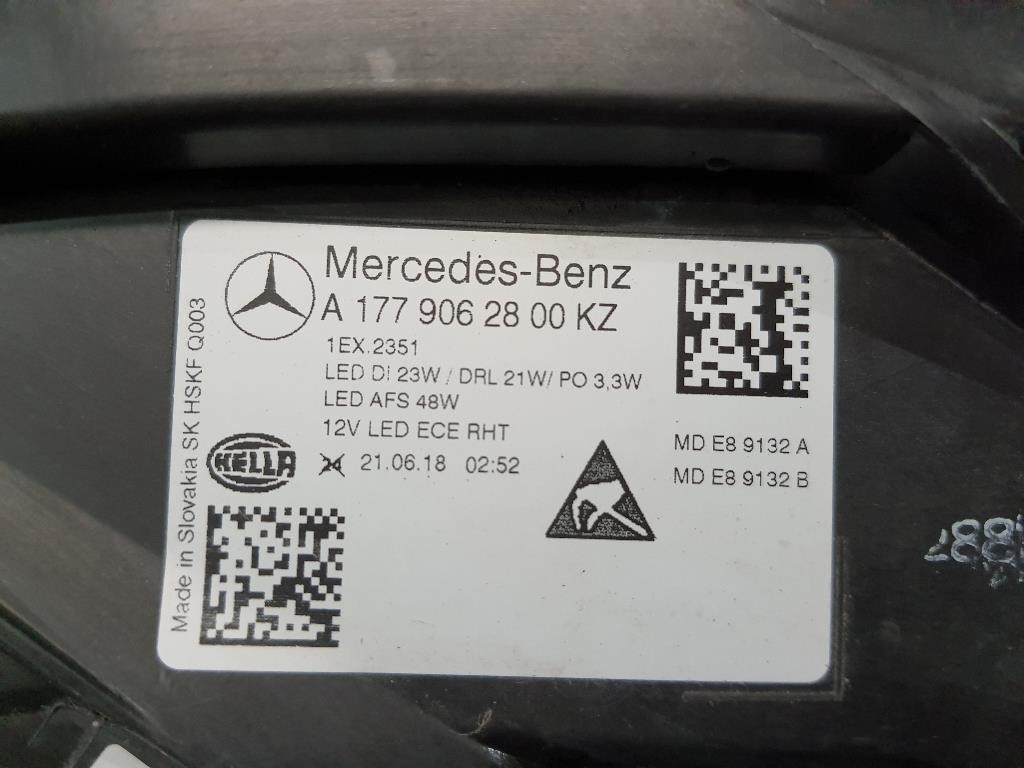 Mercedes-Benz
A 177 906 28 00 KZ
1EX.2351
LED DI 23W / DRL 21W/ PO 3,3W
LED AFS 48W
12V LED ECE RHT
HELLA
24 21.06.18 02:52
MD E8 9132 A
MD E8 9132 B
Made in Slovakia SK HSKF Q003